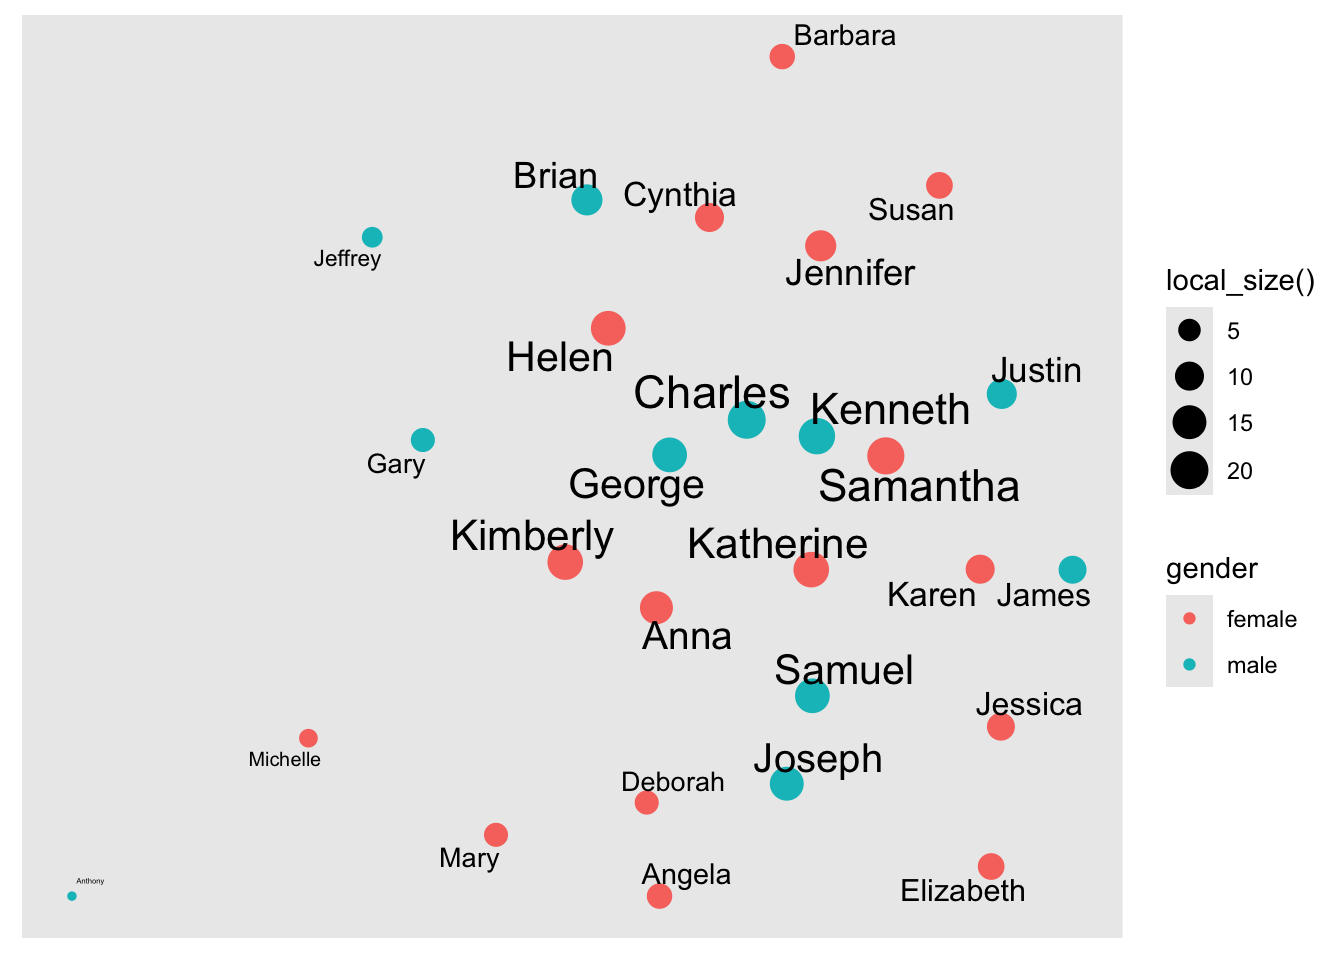 Barbara
Brian
Cynthia
Susan
Jeffrey
Jennifer
Helen
Charles
Justin
Kenneth
Gary
George
Samantha
Kimberly
Katherine
Karen
James
Anna
Samuel
Jessica
Michelle
Joseph
Deborah
Mary
Angela
Anthony
Elizabeth
local_size()
5
10
15
20
gender
female
male